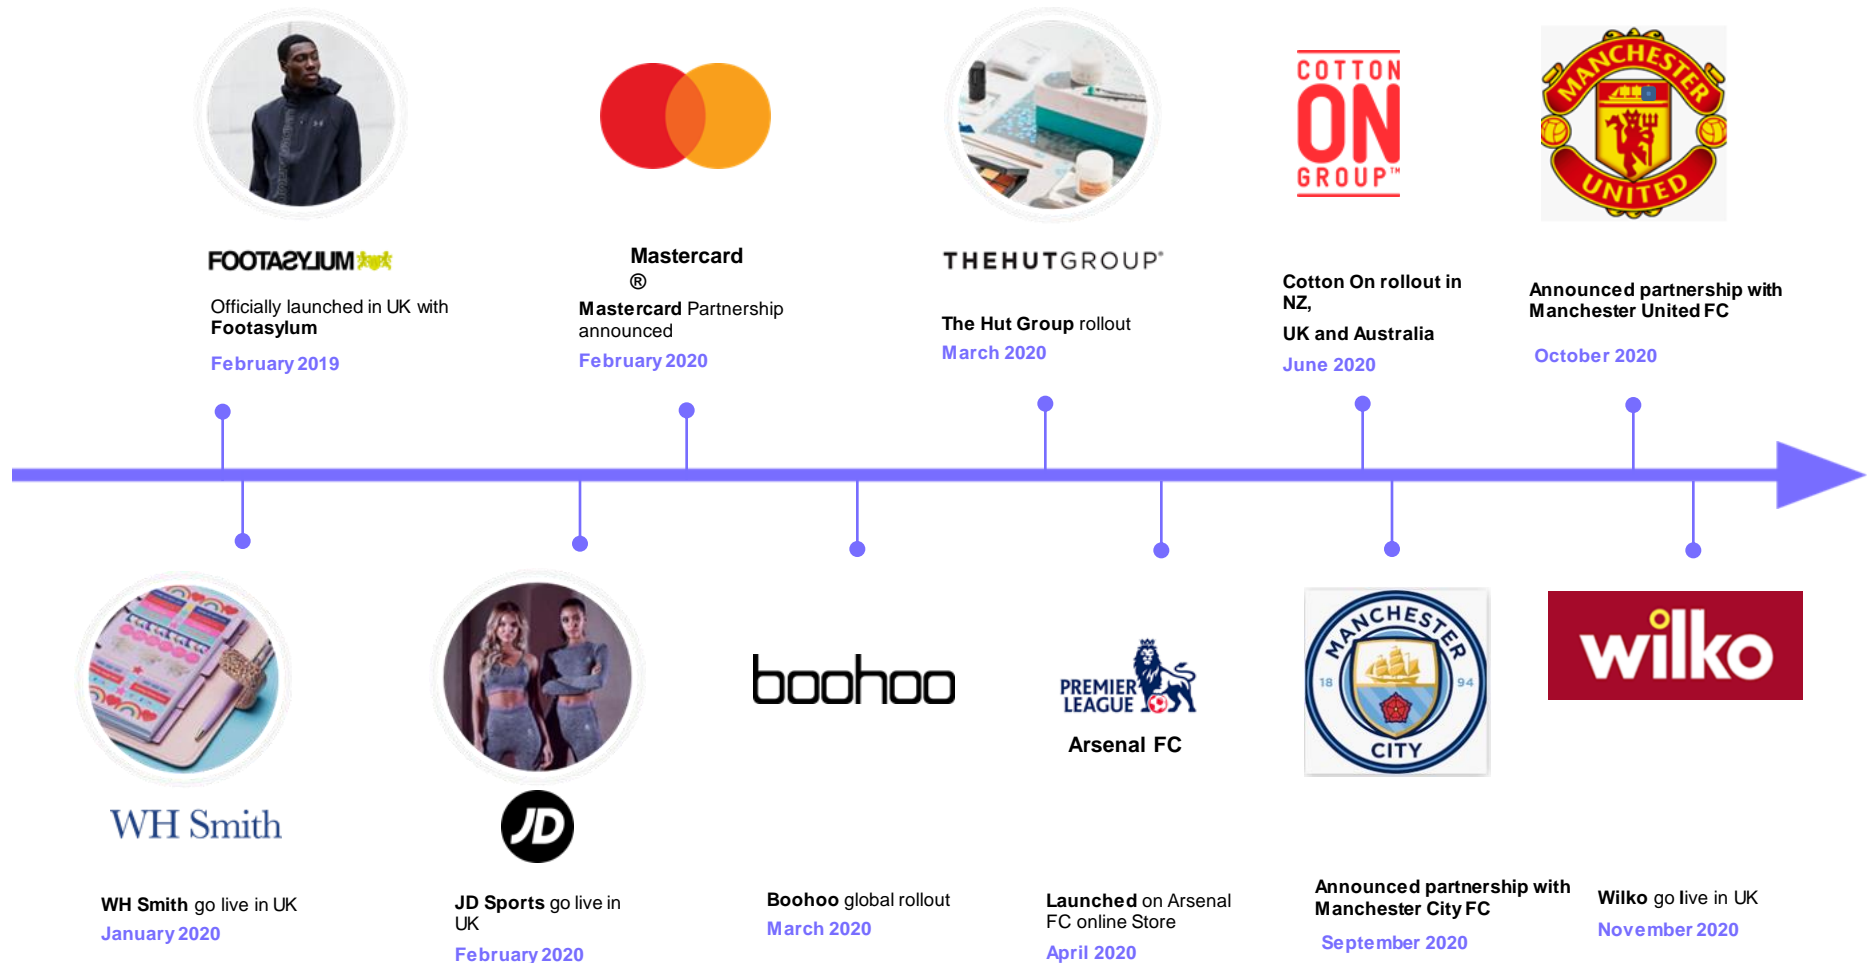 FOOTASYLUM
Officially launched in UK with
Footasylum
February 2019
Mastercard
®
Mastercard Partnership
announced
February 2020
THEHUTGROUP®
The Hut Group rollout
March 2020
COTTON
ON
GROUP™
Cotton On rollout in
NZ,
UK and Australia
June 2020
MANCHESTER
UNITED
Announced partnership with
Manchester United FC
October 2020
WH Smith
WH Smith go live in UK
January 2020
JD
JD Sports go live in
UK
February 2020
boohoo
Boohoo global rollout
March 2020
PREMIER
LEAGUE
Arsenal FC
Launched on Arsenal
FC online Store
April 2020
MANCHESTER
18 94
CITY
Announced partnership with
Manchester City FC
September 2020
wilko
Wilko go live in UK
November 2020